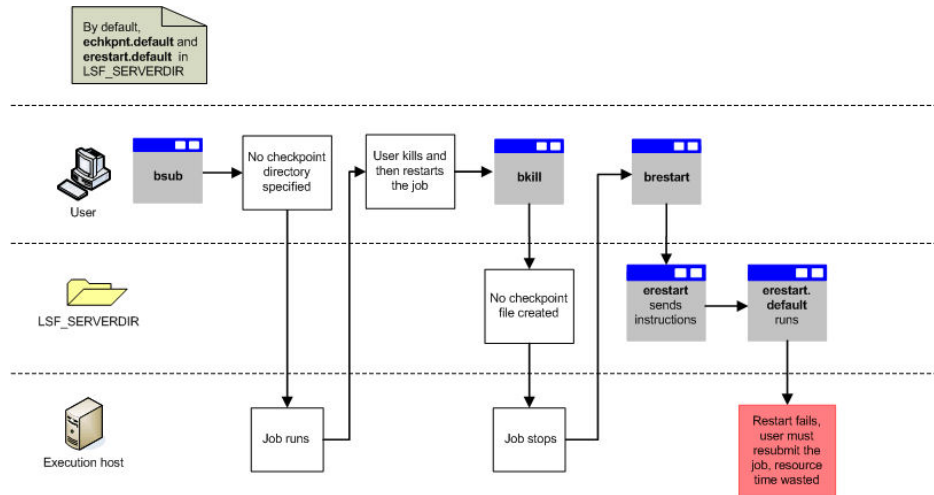 By default,
echkpnt.default and
erestart.default in
LSF_SERVERDIR
User
bsub
No checkpoint
directory
specified
User kills and
then restarts
the job
bkill
brestart
LSF_SERVERDIR
No checkpoint
file created
erestart
sends
instructions
erestart.
default
runs
Execution host
Job runs
Job stops
Restart fails,
user must
resubmit the
job, resource
time wasted